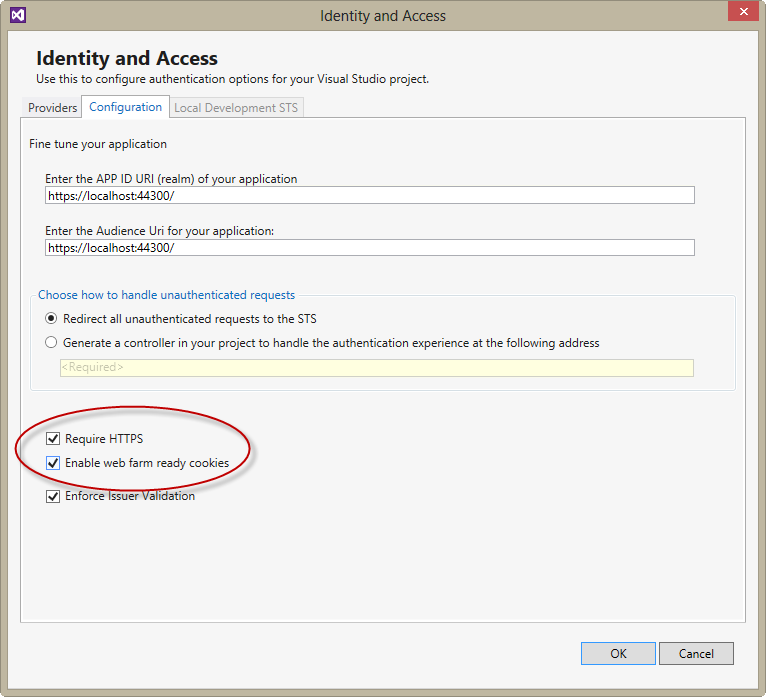 Identity and Access
Identity and Access
Use this to configure authentication options for your Visual Studio project.
Providers Configuration Local Development STS
Fine tune your application
Enter the APP ID URI (realm) of your application
https://localhost:44300/
Enter the Audience Uri for your application:
https://localhost:44300/
Choose how to handle unauthenticated requests
Redirect all unauthenticated requests to the STS
Generate a controller in your project to handle the authentication experience at the following address
<Required>
Require HTTPS
Enable web farm ready cookies
Enforce Issuer Validation
OK Cancel